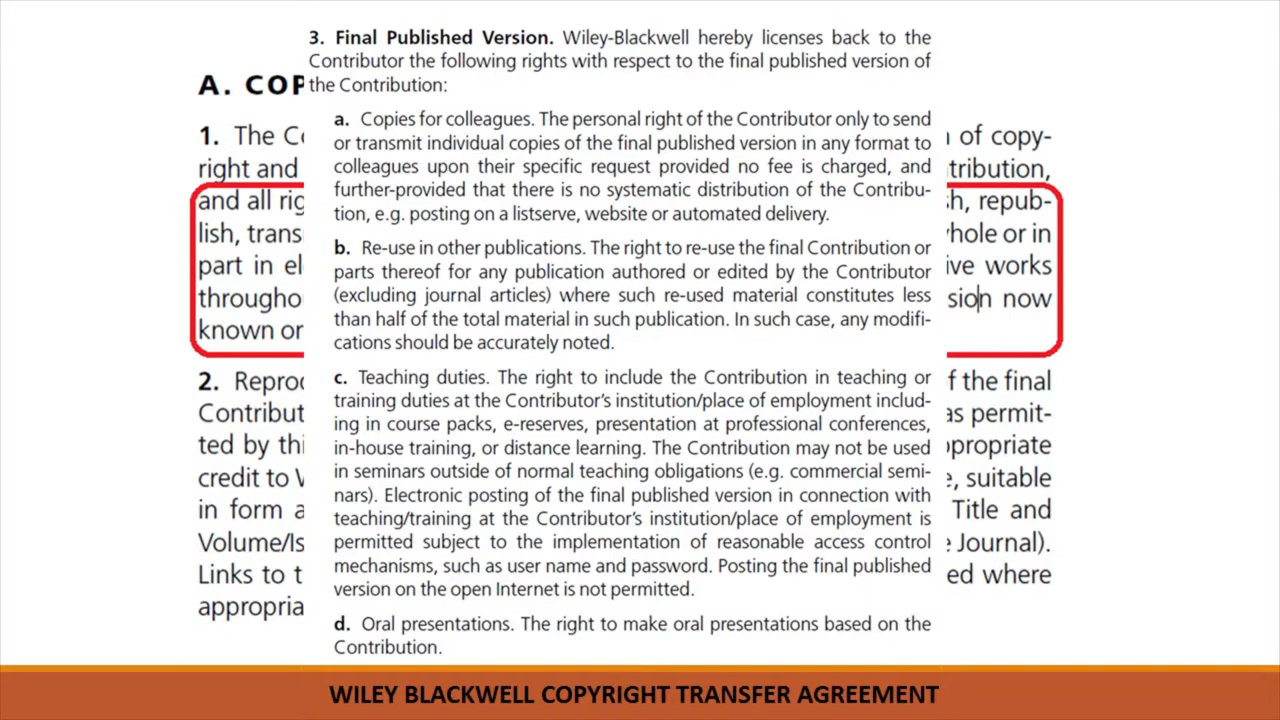 3. Final Published Version. Wiley-Blackwell hereby licenses back to the
Contributor the following rights with respect to the final published version of
the Contribution:
a. Copies for colleagues. The personal right of the Contributor only to send
or transmit individual copies of the final published version in any format to
colleagues upon their specific request provided no fee is charged, and
further-provided that there is no systematic distribution of the Contribu-
tion, e.g. posting on a listserve, website or automated delivery.
b. Re-use in other publications. The right to re-use the final Contribution or
parts thereof for any publication authored or edited by the Contributor
(excluding journal articles) where such re-used material constitutes less
than half of the total material in such publication. In such case, any modifi-
cations should be accurately noted.
c. Teaching duties. The right to include the Contribution in teaching or
training duties at the Contributor's institution/place of employment includ-
ing in course packs, e-reserves, presentation at professional conferences,
in-house training, or distance learning. The Contribution may not be used
in seminars outside of normal teaching obligations (e.g. commercial semi-
nars). Electronic posting of the final published version in connection with
teaching/training at the Contributor's institution/place of employment is
permitted subject to the implementation of reasonable access control
mechanisms, such as user name and password. Posting the final published
version on the open Internet is not permitted.
d. Oral presentations. The right to make oral presentations based on the
Contribution.
A. COP
1. The Co
of copy-
right and
tribution,
and all rig
sh, repub-
lish, trans
whole or in
part in el
ive works
througho
sion now
known or
2. Reprod
f the final
Contribut
as permit-
ted by thi
ppropriate
credit to W
e, suitable
in form a
Title and
Volume/Is
Journal).
Links to t
ed where
appropria
WILEY BLACKWELL COPYRIGHT TRANSFER AGREEMENT